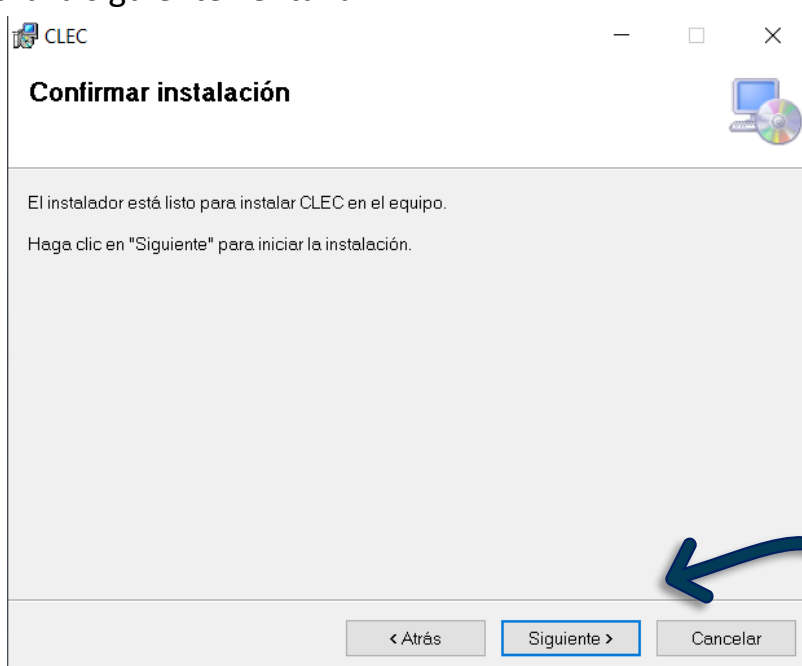 CLEC
Confirmar instalación
El instalador está listo para instalar CLEC en el equipo.
Haga clic en "Siguiente" para iniciar la instalación.
< Atrás
Siguiente >
Cancelar